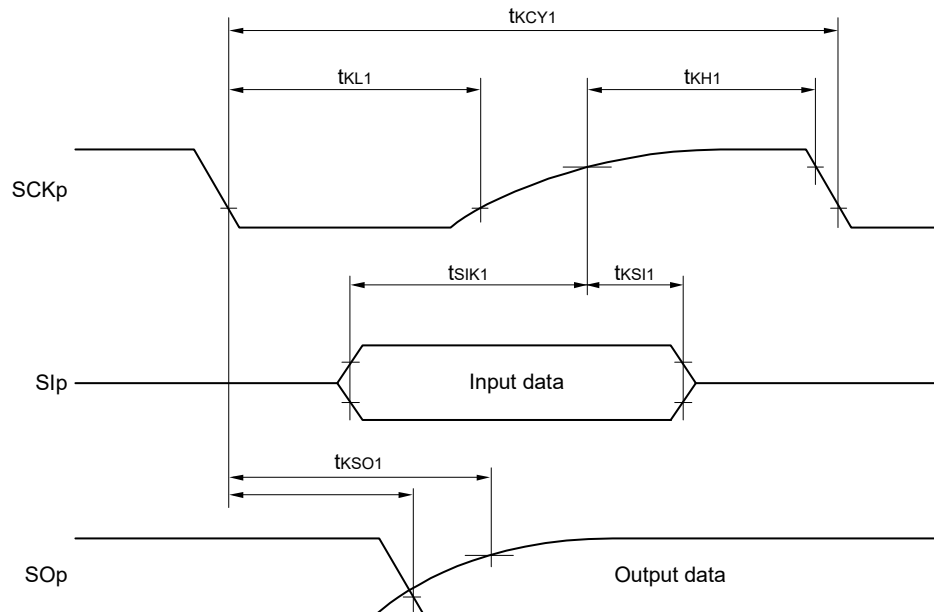 tKCY1
tKL1
tKH1
SCKp
tSIK1
tKSI1
SIp
Input data
tKSO1
SOp
Output data